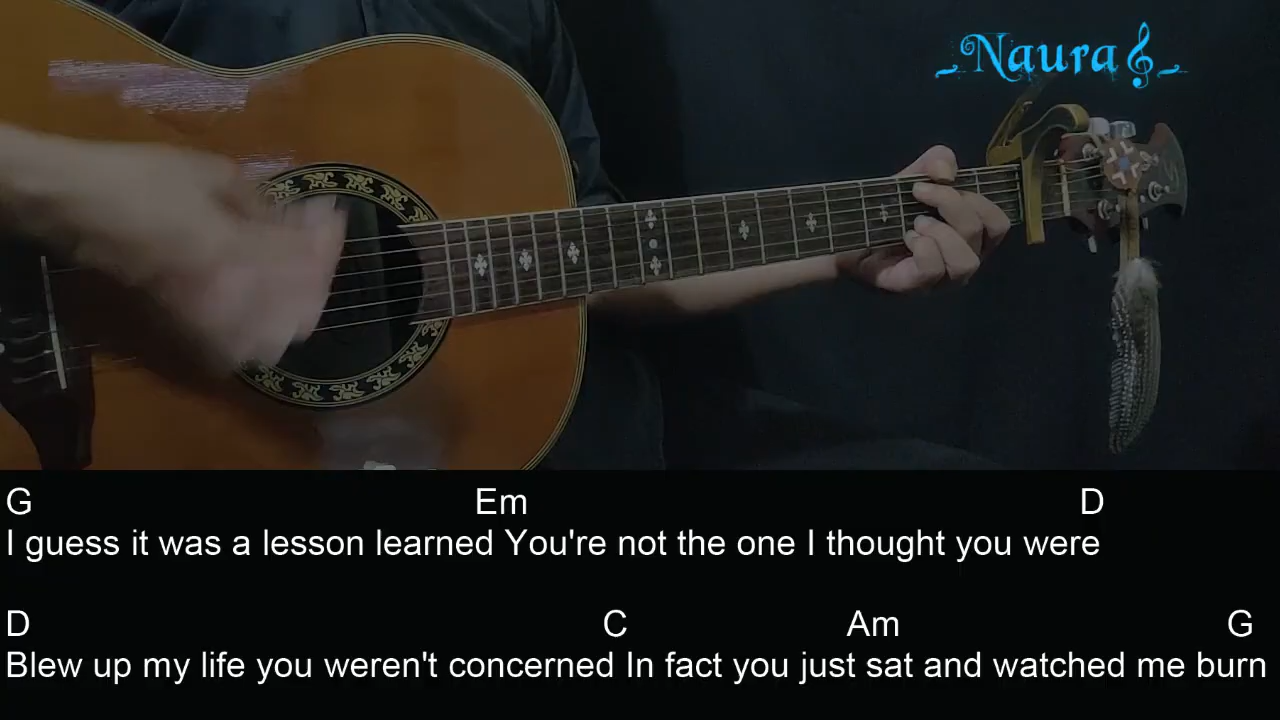 Naura
G Em D
I guess it was a lesson learned You're not the one I thought you were
D C Am G
Blew up my life you weren't concerned In fact you just sat and watched me burn